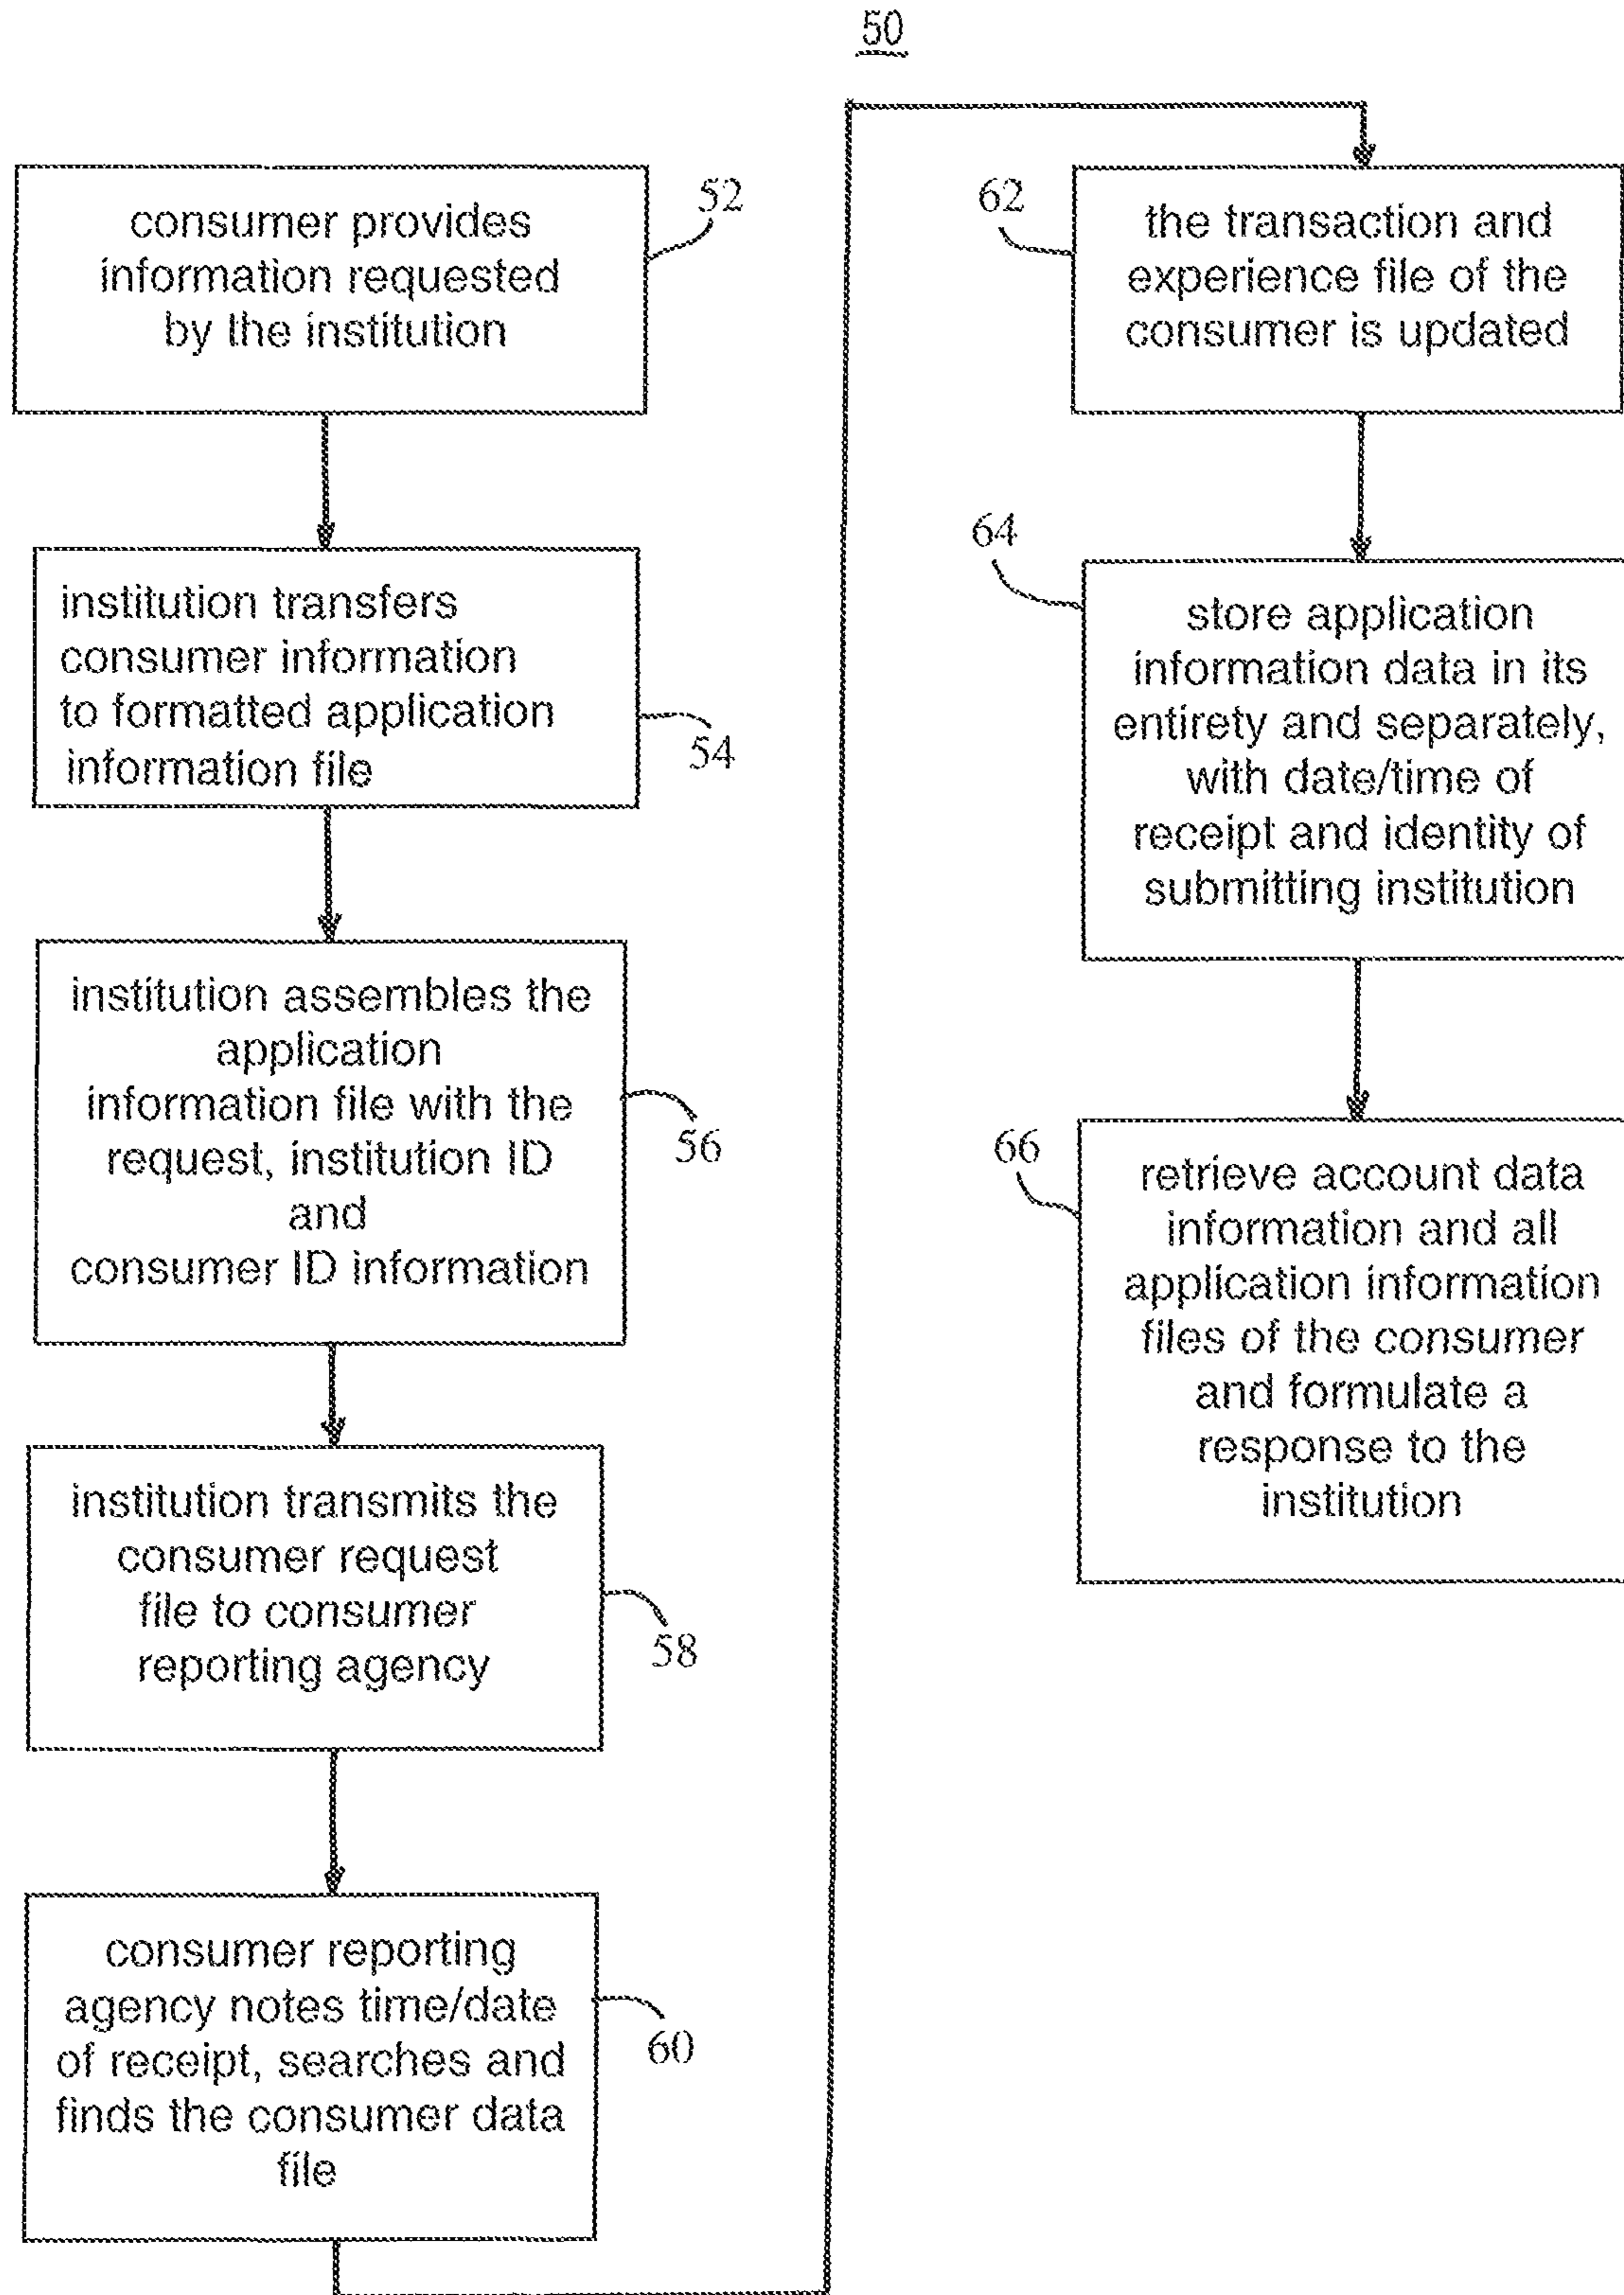 50
consumer provides
information requested
by the institution
52
institution transfers
consumer information
to formatted application
information file
54
institution assembles the
application
information file with the
request, institution ID
and
consumer ID information
56
institution transmits the
consumer request
file to consumer
reporting agency
58
consumer reporting
agency notes time/date
of receipt, searches and
finds the consumer data
file
60
62
the transaction and
experience file of the
consumer is updated
64
store application
information data in its
entirety and separately,
with date/time of
receipt and identity of
submitting institution
66
retrieve account data
information and all
application information
files of the consumer
and formulate a
response to the
institution